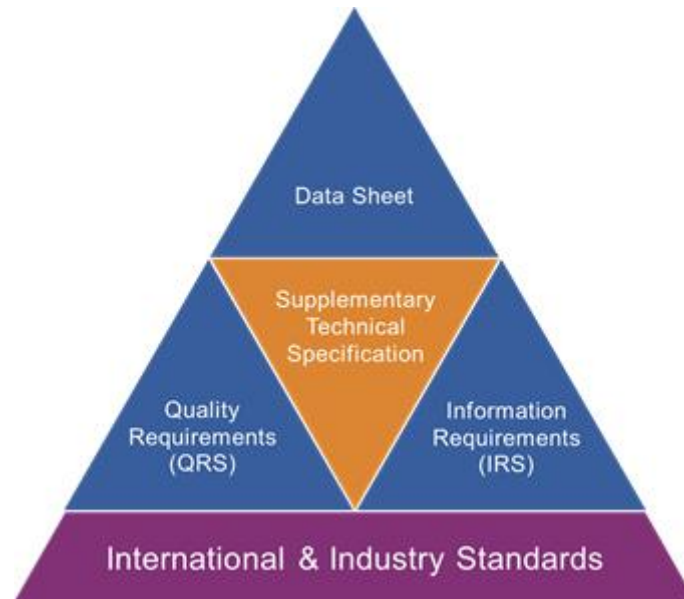 Data Sheet
Supplementary
Technical
Specification
Quality
Requirements
(QRS)
Information
Requirements
(IRS)
International & Industry Standards